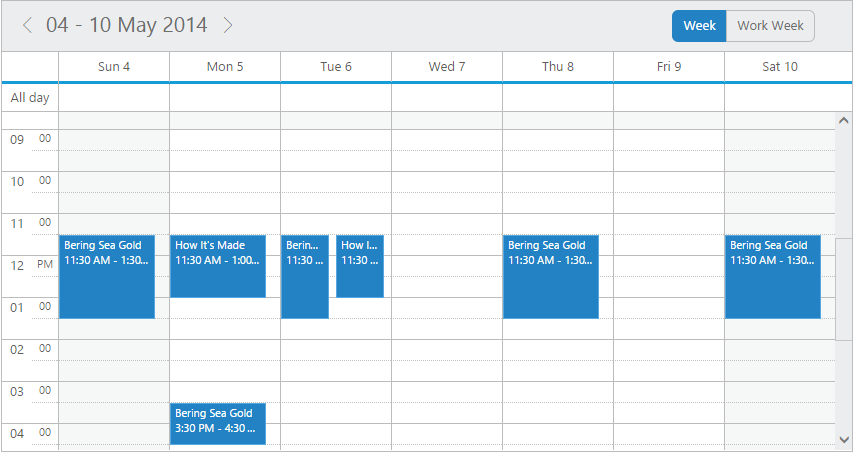 04 - 10 May 2014
Week Work Week
Sun 4 Mon 5 Tue 6 Wed 7 Thu 8 Fri 9 Sat 10
All day
09 00
10 00
11 00
Bering Sea Gold
11:30 AM - 1:30...
How It's Made
11:30 AM - 1:00...
Berin...
11:30 ...
How I...
11:30 ...
Bering Sea Gold
11:30 AM - 1:30...
Bering Sea Gold
11:30 AM - 1:30...
12 PM
01 00
02 00
03 00
Bering Sea Gold
3:30 PM - 4:30 ...
04 00